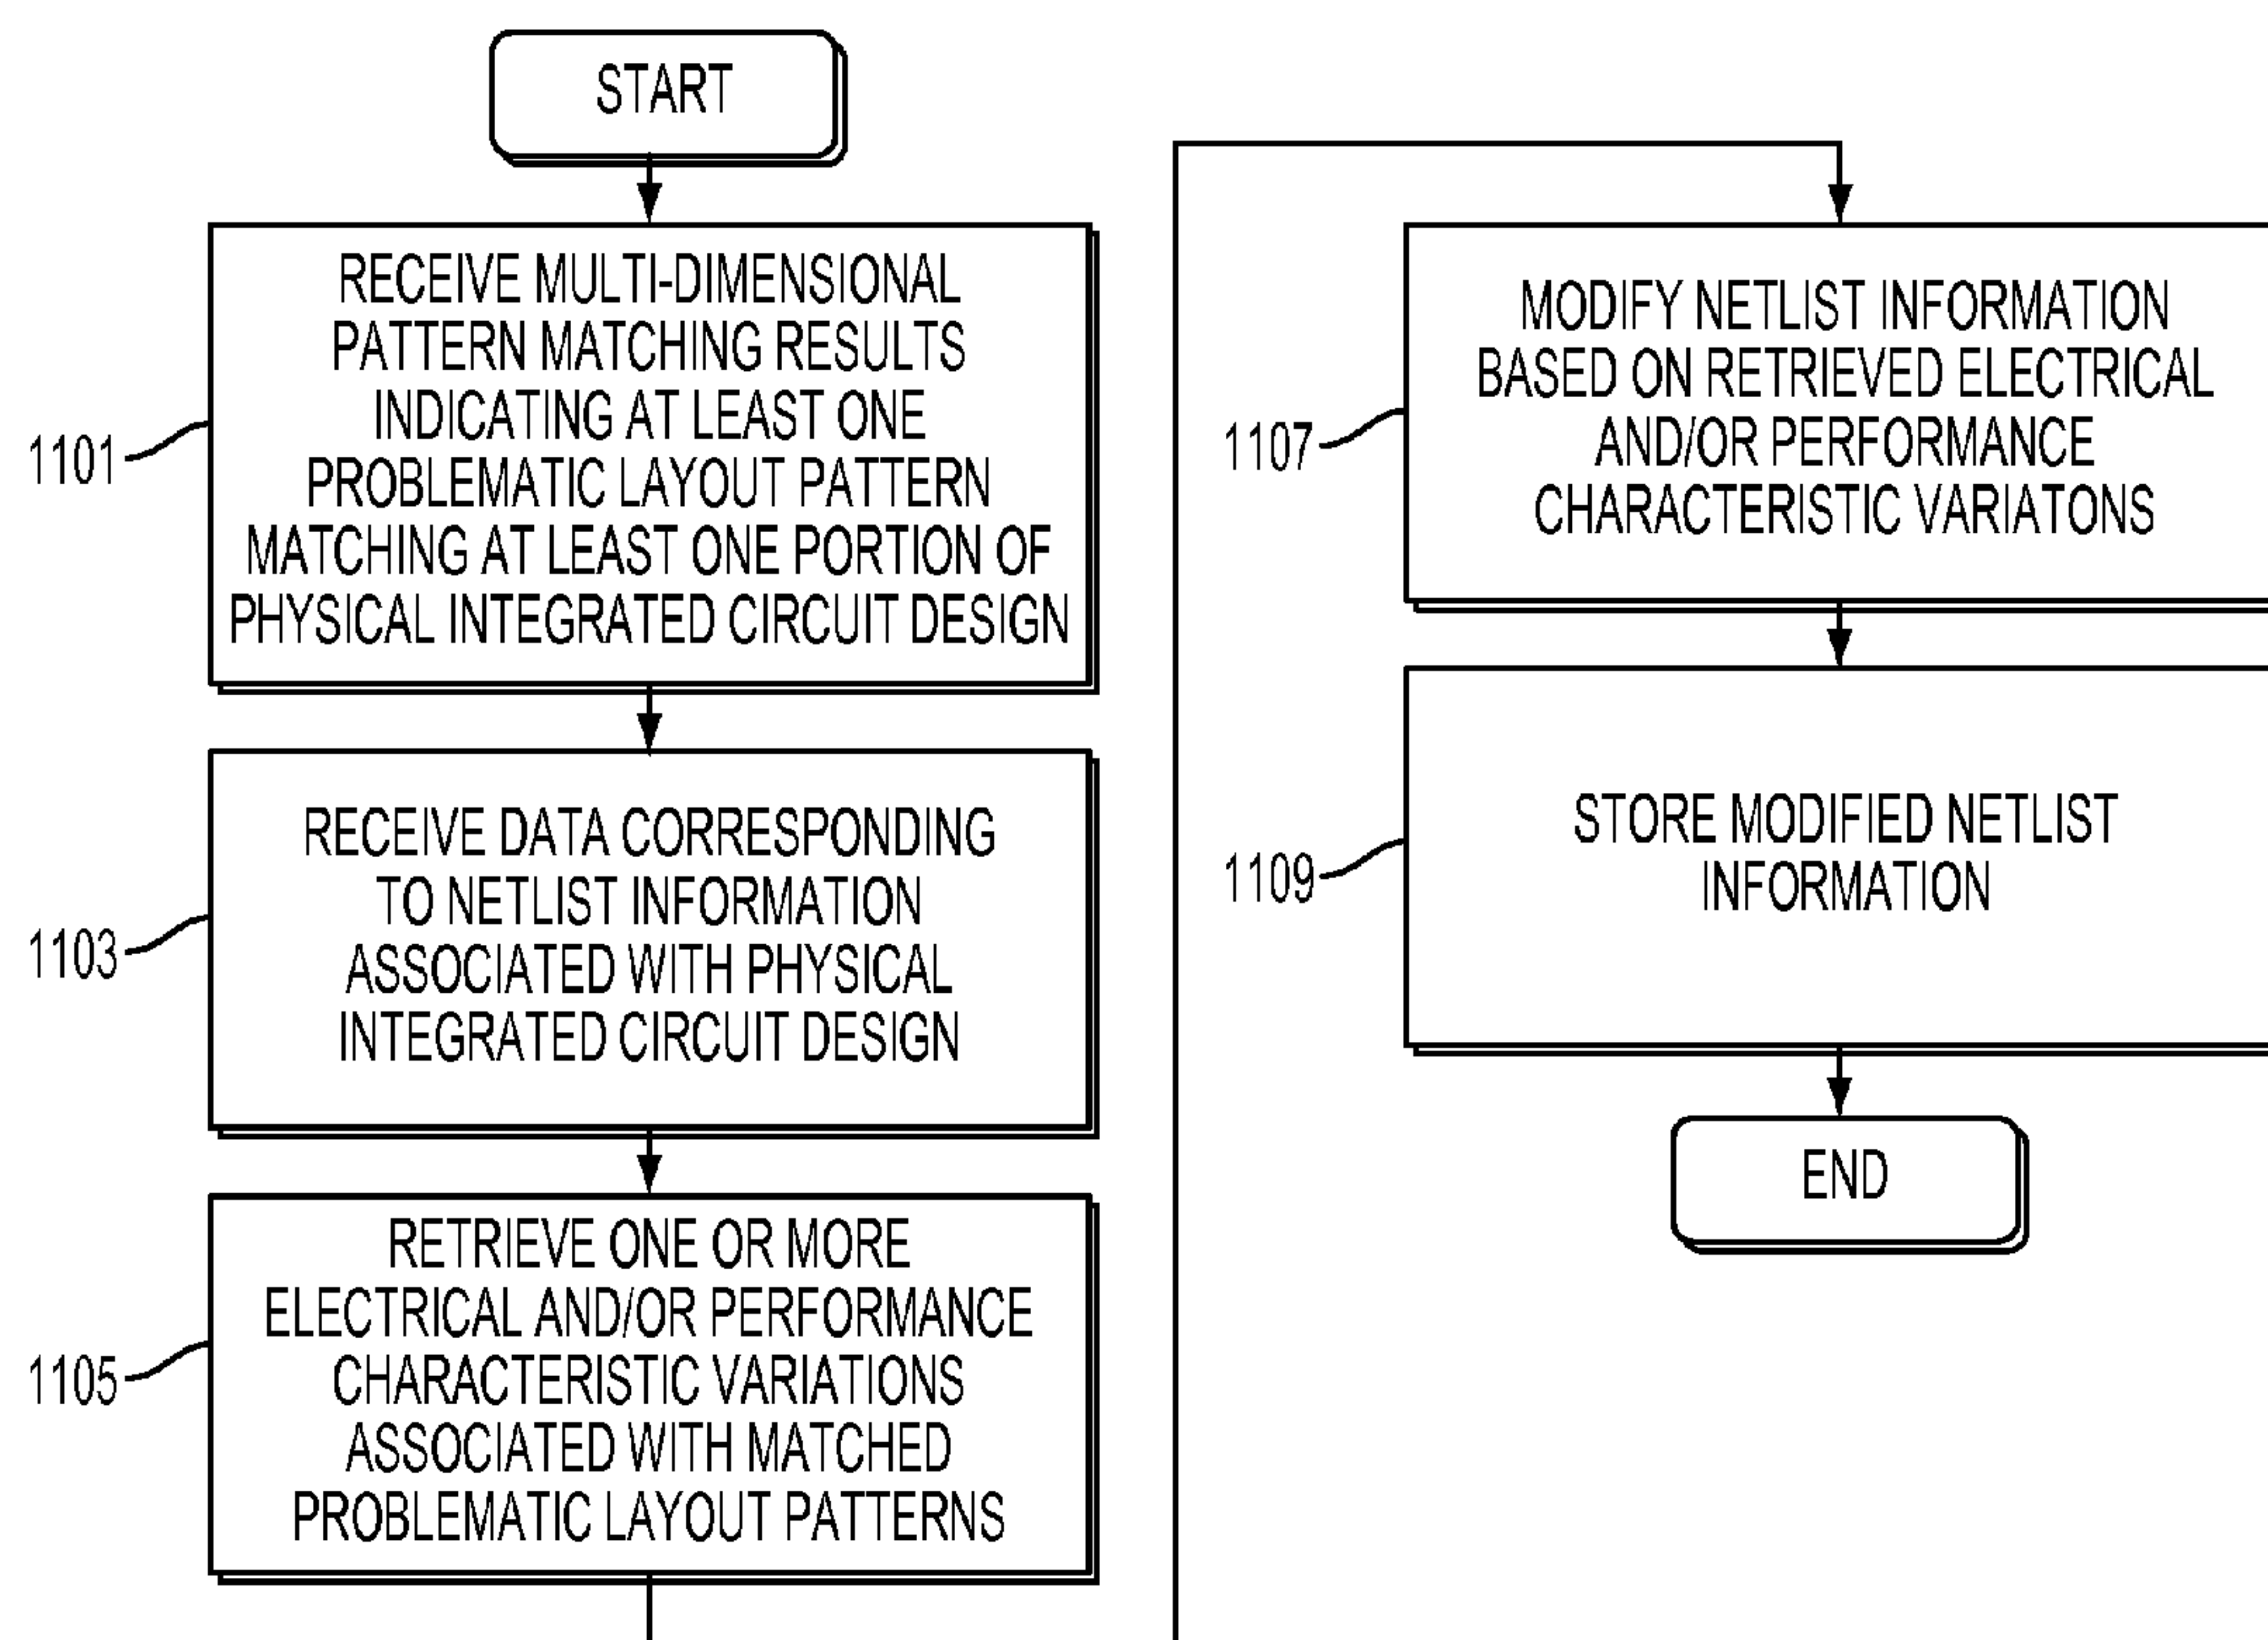 START
RECEIVE MULTI-DIMENSIONAL
PATTERN MATCHING RESULTS
INDICATING AT LEAST ONE
PROBLEMATIC LAYOUT PATTERN
MATCHING AT LEAST ONE PORTION OF
PHYSICAL INTEGRATED CIRCUIT DESIGN
1101
RECEIVE DATA CORRESPONDING
TO NETLIST INFORMATION
ASSOCIATED WITH PHYSICAL
INTEGRATED CIRCUIT DESIGN
1103
RETRIEVE ONE OR MORE
ELECTRICAL AND/OR PERFORMANCE
CHARACTERISTIC VARIATIONS
ASSOCIATED WITH MATCHED
PROBLEMATIC LAYOUT PATTERNS
1105
MODIFY NETLIST INFORMATION
BASED ON RETRIEVED ELECTRICAL
AND/OR PERFORMANCE
CHARACTERISTIC VARIATONS
1107
STORE MODIFIED NETLIST
INFORMATION
1109
END